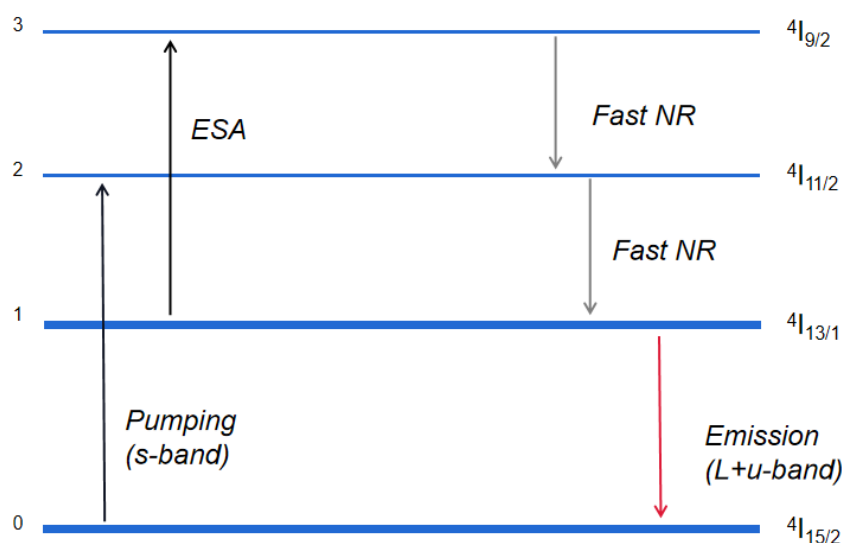 3
⁴I₉/₂
ESA
Fast NR
2
⁴I₁₁/₂
Fast NR
1
⁴I₁₃/₁
Pumping
(s-band)
Emission
(L+u-band)
0
⁴I₁₅/₂